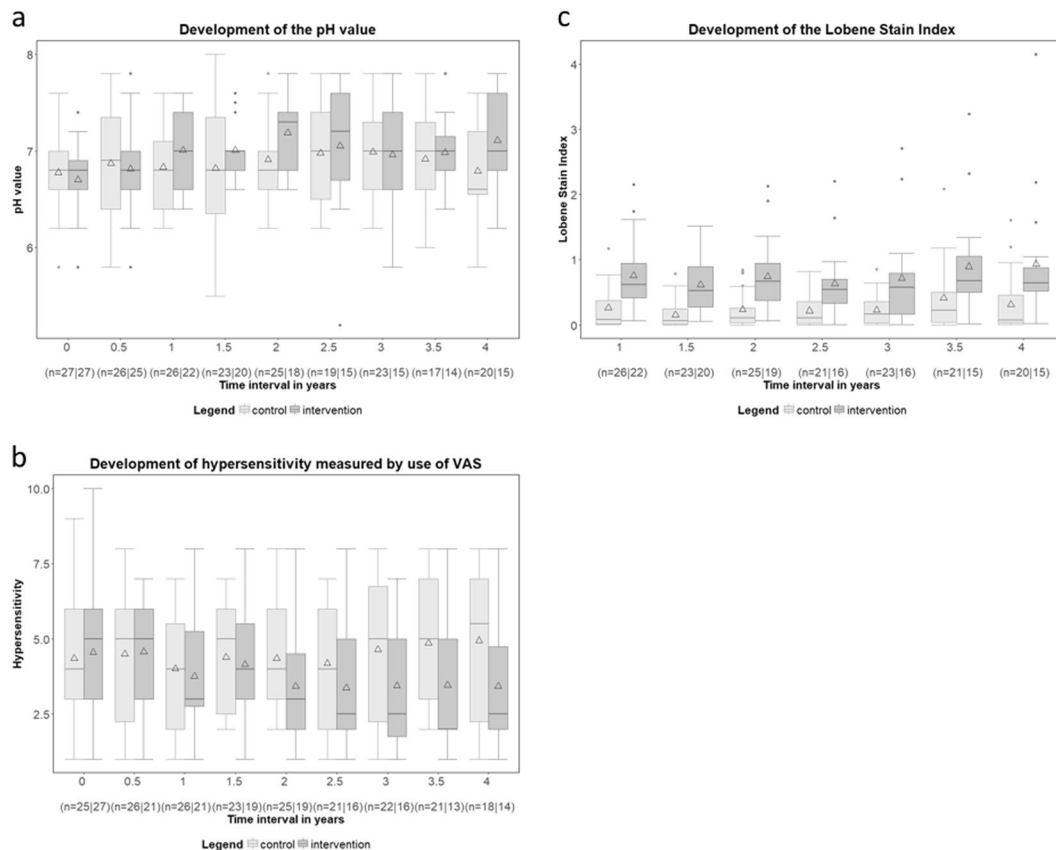 a
Development of the pH value
8
7
6
pH value
0 0.5 1 1.5 2 2.5 3 3.5 4
(n=27|27) (n=26|25) (n=26|22) (n=23|20) (n=25|18) (n=19|15) (n=23|15) (n=17|14) (n=20|15)
Time interval in years
Legend control intervention
c
Development of the Lobene Stain Index
4
3
2
1
0
Lobene Stain Index
1 1.5 2 2.5 3 3.5 4
(n=26|22) (n=23|20) (n=25|19) (n=21|16) (n=23|16) (n=21|15) (n=20|15)
Time interval in years
Legend control intervention
b
Development of hypersensitivity measured by use of VAS
10.0
7.5
5.0
2.5
Hypersensitivity
0 0.5 1 1.5 2 2.5 3 3.5 4
(n=25|27) (n=26|21) (n=26|21) (n=23|19) (n=25|19) (n=21|16) (n=22|16) (n=21|13) (n=18|14)
Time interval in years
Legend control intervention